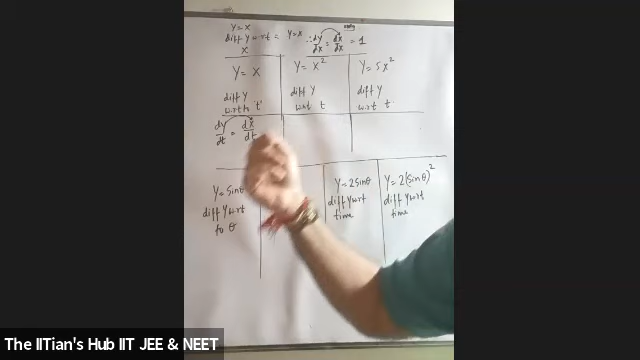 Y=x
diff Y wrt = Y=x ∴ dy/dx = dx/dx = 1
x
Y = x
Y = x²
Y = 5x²
diff Y
wrt to 't'
diff Y
wrt t
diff Y
wrt t
dy/dt = dx/dt
Y=sin
diff Y wrt
to θ
Y=2sinθ
diff Y wrt
time
Y=2(sinθ)²
diff Y wrt
time
The IITian's Hub IIT JEE & NEET